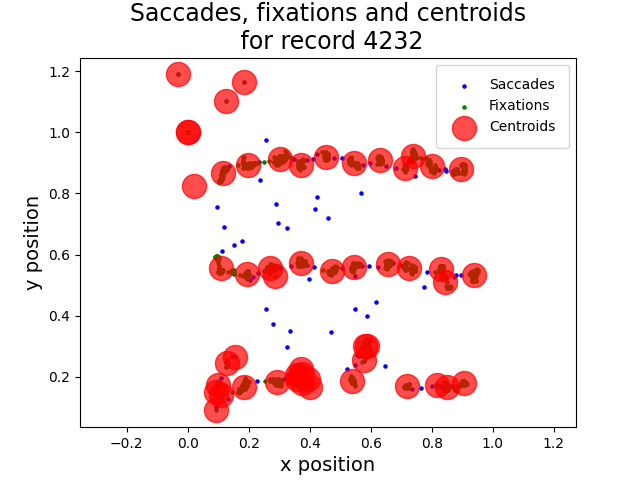 Saccades, fixations and centroids
for record 4232
Saccades
Fixations
Centroids
1.2
1.0
0.8
0.6
0.4
0.2
y position
−0.2
0.0
0.2
0.4
0.6
0.8
1.0
1.2
x position